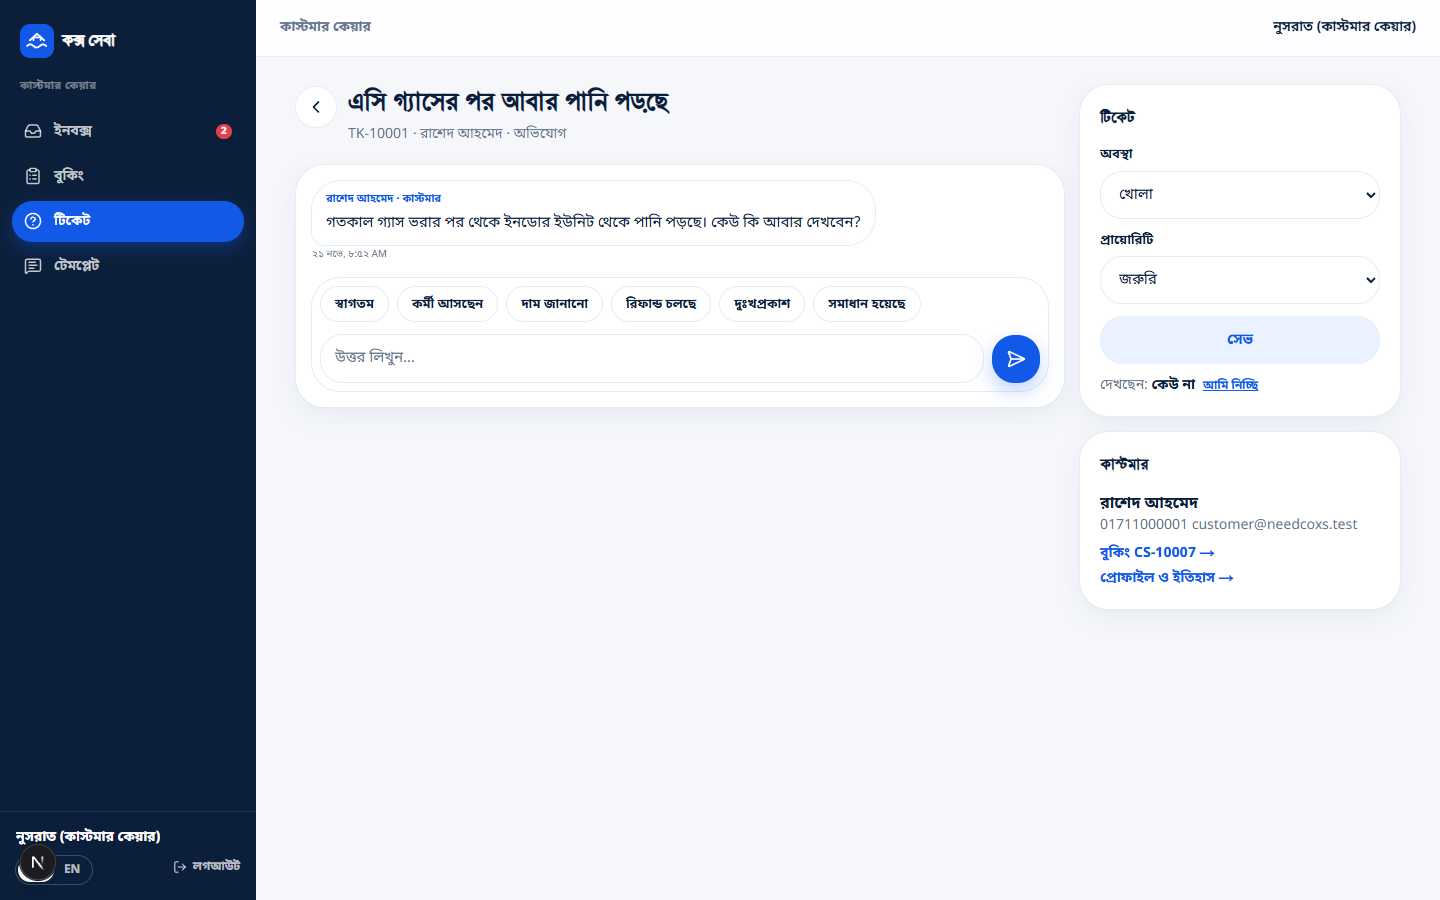 কক্স সেবা
কাস্টমার কেয়ার
ইনবক্স
2
বুকিং
টিকেট
টেমপ্লেট
নুসরাত (কাস্টমার কেয়ার)
N
EN
লগআউট
কাস্টমার কেয়ার
নুসরাত (কাস্টমার কেয়ার)
এসি গ্যাসের পর আবার পানি পড়ছে
TK-10001 · রাশেদ আহমেদ · অভিযোগ
রাশেদ আহমেদ · কাস্টমার
গতকাল গ্যাস ভরার পর থেকে ইনডোর ইউনিট থেকে পানি পড়ছে। কেউ কি আবার দেখবেন?
২১ নভে, ৮:৫২ AM
স্বাগতম
কর্মী আসছেন
দাম জানানো
রিফান্ড চলছে
দুঃখপ্রকাশ
সমাধান হয়েছে
উত্তর লিখুন...
টিকেট
অবস্থা
খোলা
প্রায়োরিটি
জরুরি
সেভ
দেখছেন: কেউ না আমি নিচ্ছি
কাস্টমার
রাশেদ আহমেদ
01711000001 customer@needcoxs.test
বুকিং CS-10007 →
প্রোফাইল ও ইতিহাস →